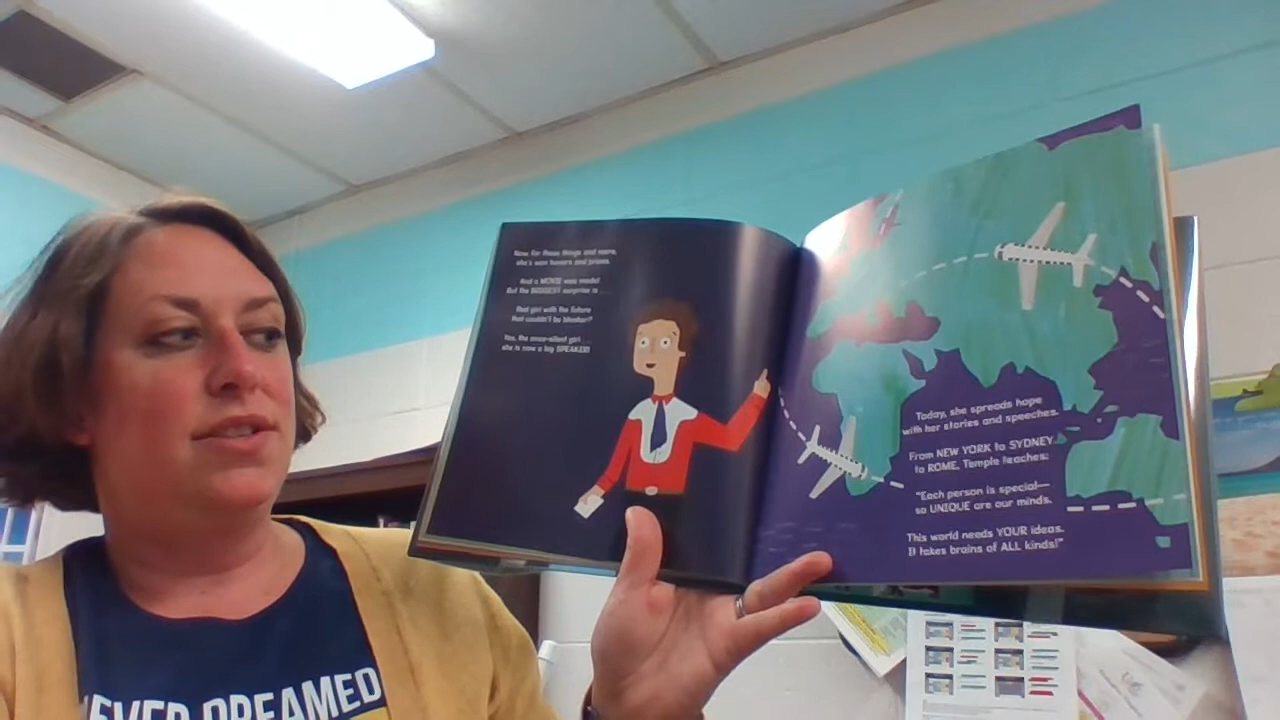 Now for these things and more,
she's won honors and prizes.
And a MOVIE was made!
But the BIGGEST surprise is . . .
that girl with the future
that couldn't be bleaker?
Yes, the once-silent girl . . .
she is now a big SPEAKER!
Today, she spreads hope
with her stories and speeches.
From NEW YORK to SYDNEY
to ROME, Temple teaches:
"Each person is special—
so UNIQUE are our minds.
This world needs YOUR ideas.
It takes brains of ALL kinds!"
EVER DREAMED